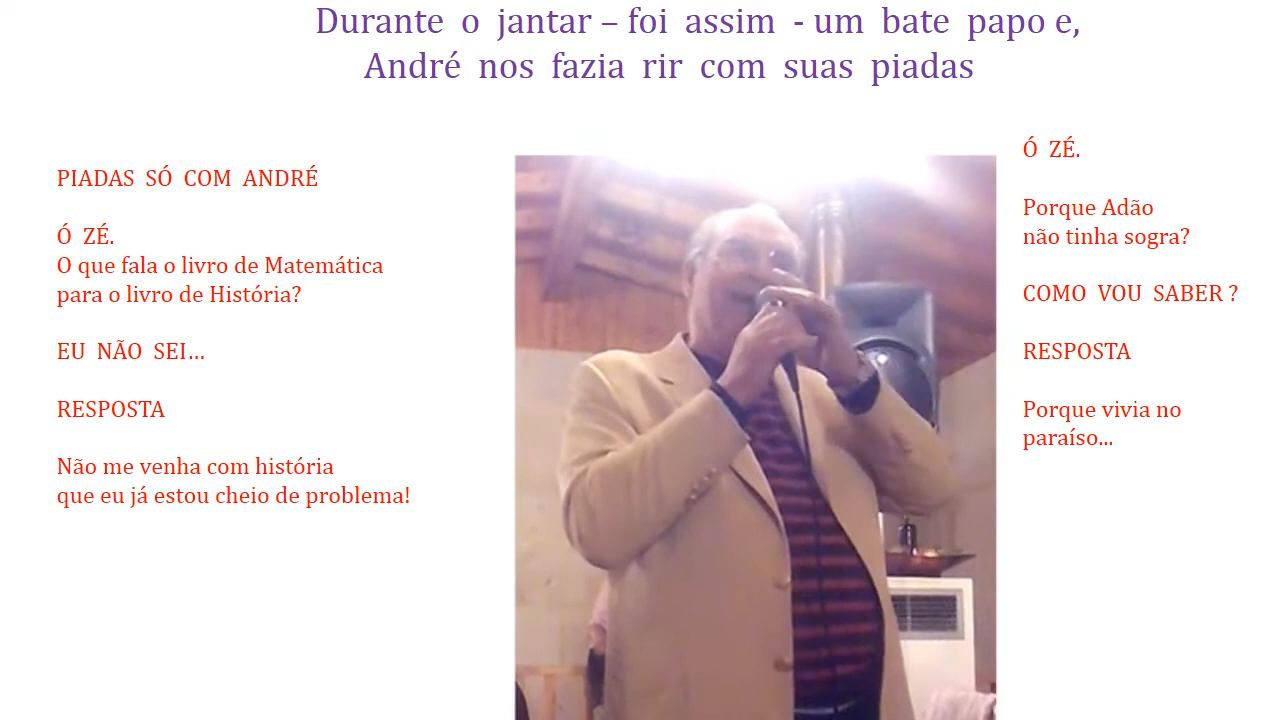 Durante o jantar – foi assim - um bate papo e,
André nos fazia rir com suas piadas
PIADAS SÓ COM ANDRÉ
Ó ZÉ.
O que fala o livro de Matemática
para o livro de História?
EU NÃO SEI...
RESPOSTA
Não me venha com história
que eu já estou cheio de problema!
Ó ZÉ.
Porque Adão
não tinha sogra?
COMO VOU SABER ?
RESPOSTA
Porque vivia no
paraíso...